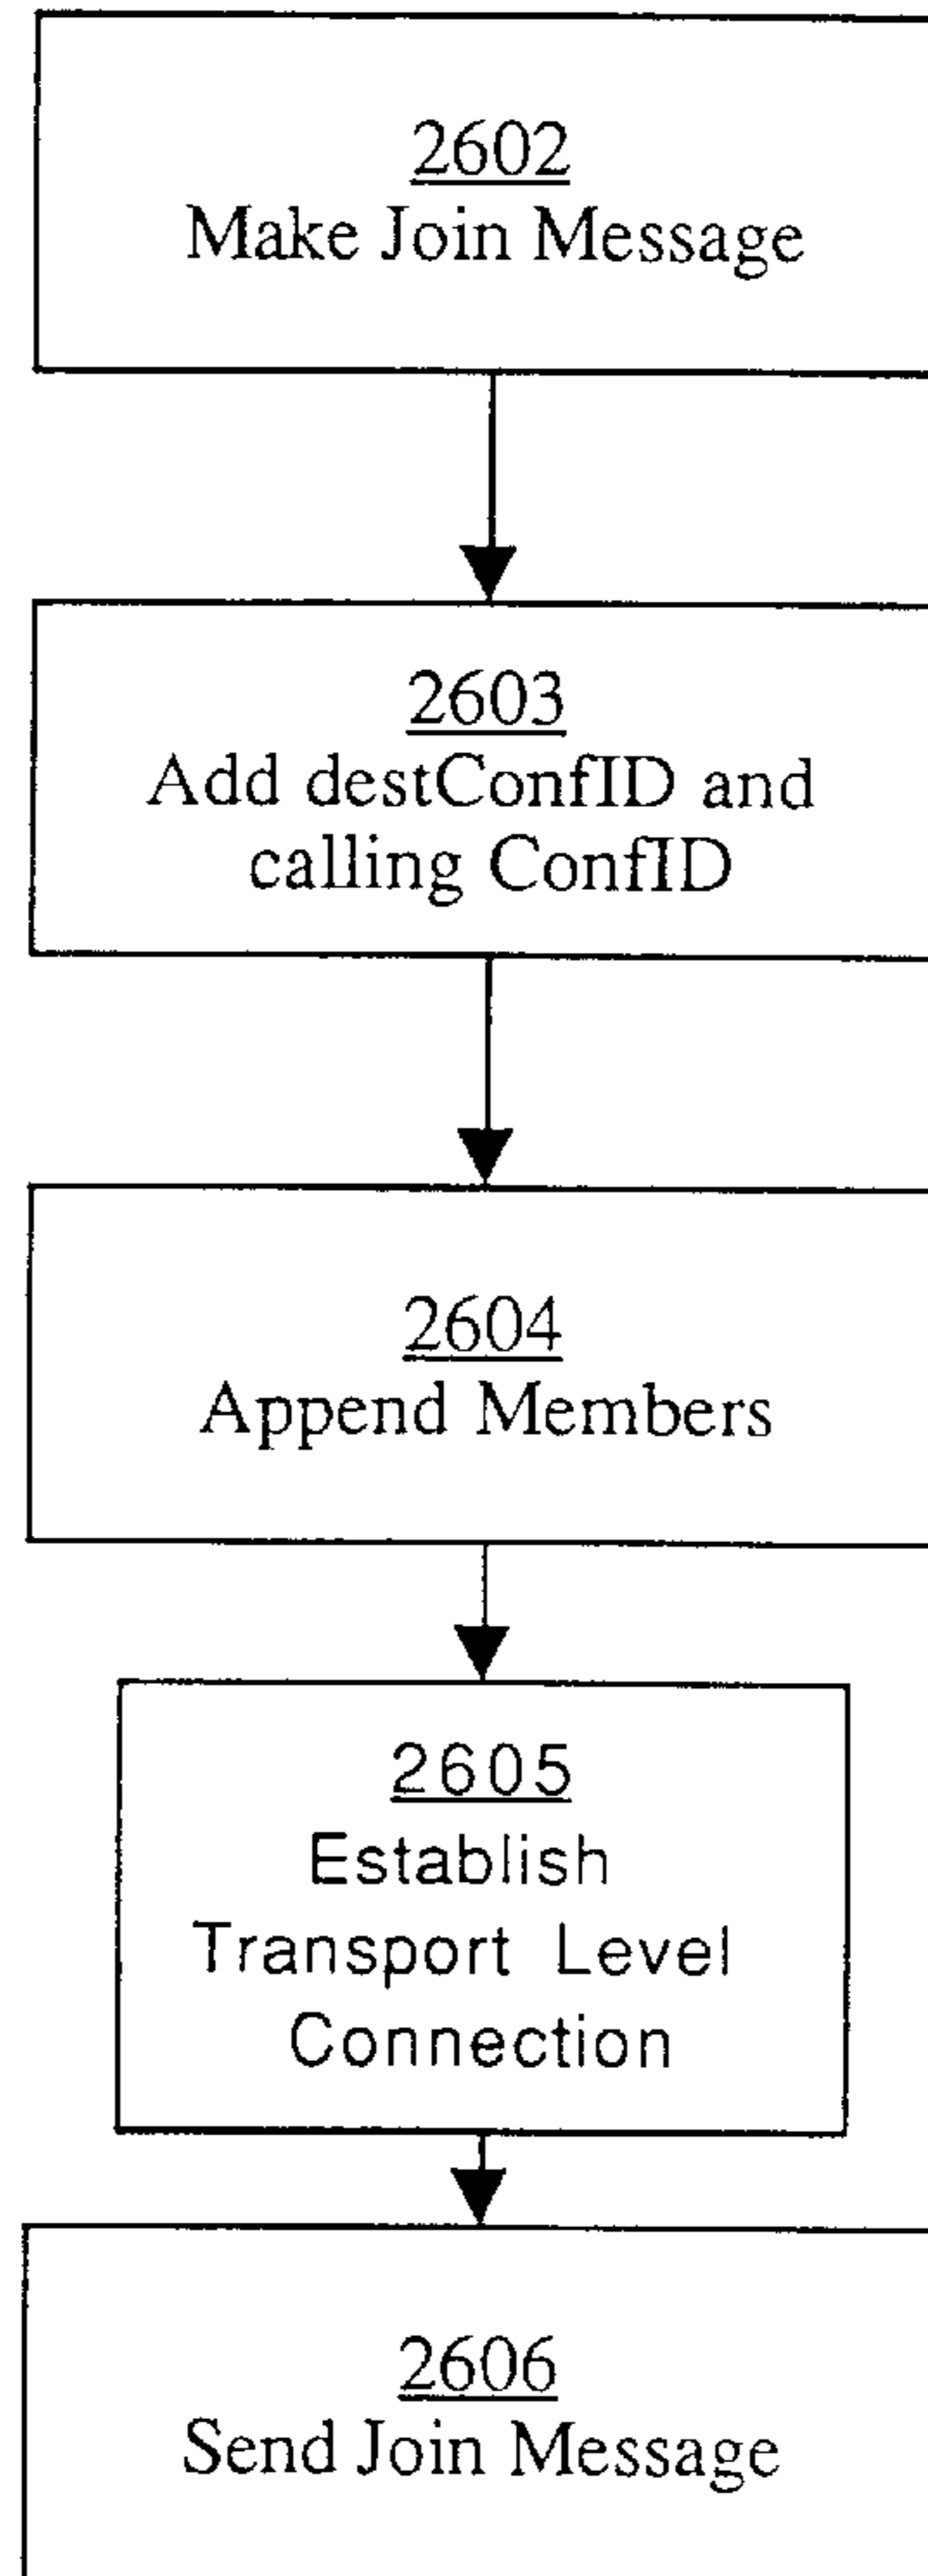 2602
Make Join Message
2603
Add destConfID and
calling ConfID
2604
Append Members
2605
Establish
Transport Level
Connection
2606
Send Join Message